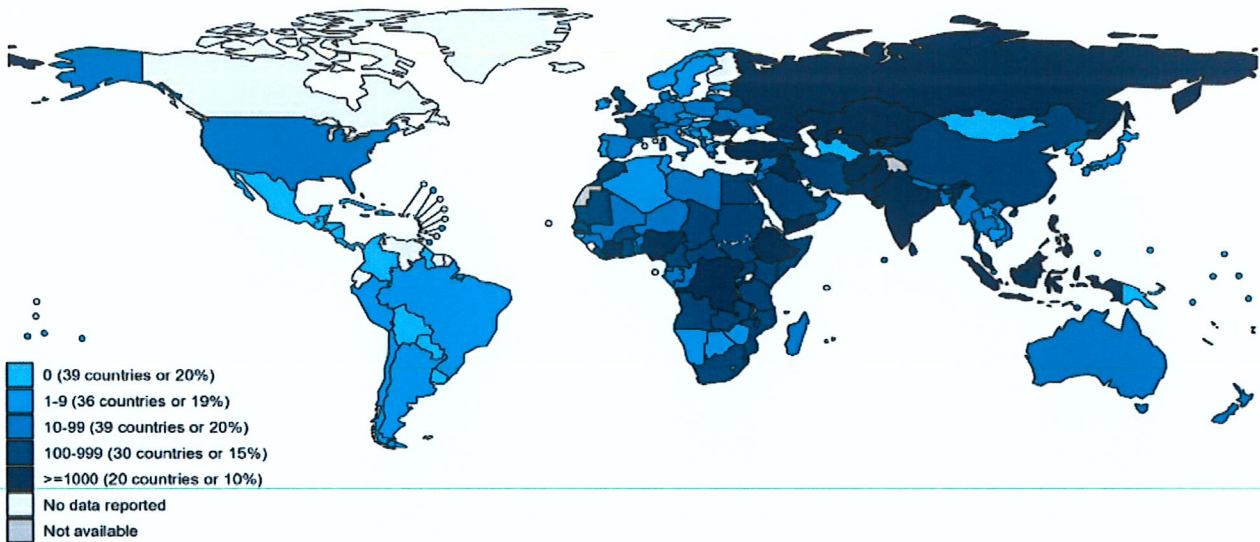 0 (39 countries or 20%)
1-9 (36 countries or 19%)
10-99 (39 countries or 20%)
100-999 (30 countries or 15%)
>=1000 (20 countries or 10%)
No data reported
Not available